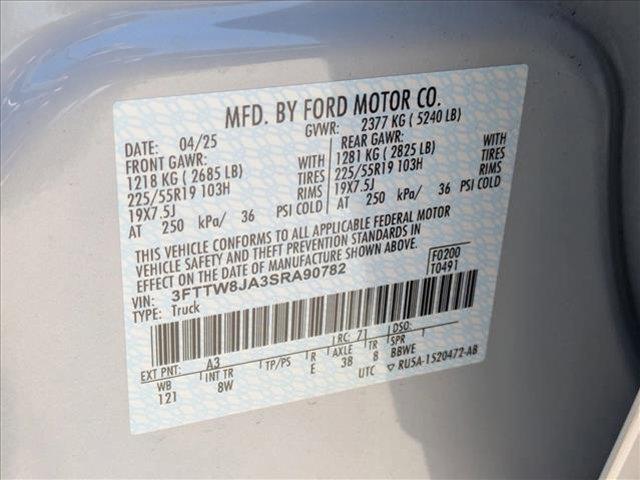 MFD. BY FORD MOTOR CO.
DATE: 04/25 GVWR: 2377 KG ( 5240 LB)
FRONT GAWR: REAR GAWR:
1218 KG ( 2685 LB) WITH 1281 KG ( 2825 LB) WITH
225/55R19 103H TIRES 225/55R19 103H TIRES
19X7.5J RIMS 19X7.5J RIMS
AT 250 kPa/ 36 PSI COLD AT 250 kPa/ 36 PSI COLD
THIS VEHICLE CONFORMS TO ALL APPLICABLE FEDERAL MOTOR
VEHICLE SAFETY AND THEFT PREVENTION STANDARDS IN
EFFECT ON THE DATE OF MANUFACTURE SHOWN ABOVE.
VIN: 3FTTW8JA3SRA90782 F0200
TYPE: Truck T0491
EXT PNT: A3 RC: 71 DSO:
WB INT TR TP/PS R AXLE TR SPR
121 8W E 38 8 BBWE
UTC ▽ RU5A-1520472-AB